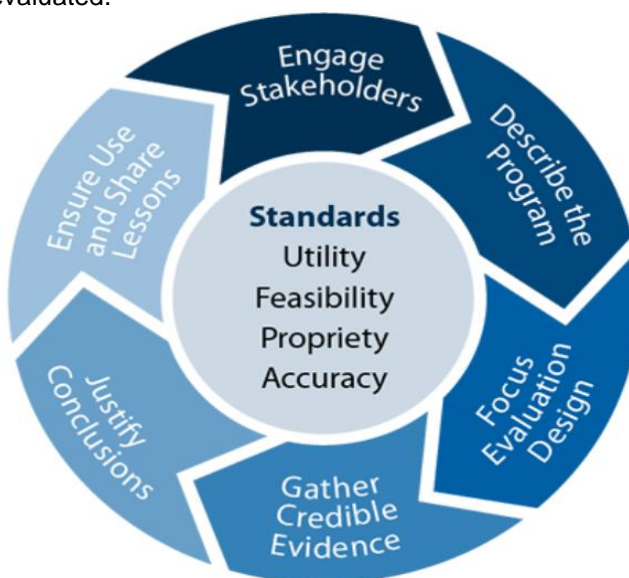 evaluated.
Engage
Stakeholders
Describe the
Program
Focus
Evaluation
Design
Gather
Credible
Evidence
Justify
Conclusions
Ensure Use
and Share
Lessons
Standards
Utility
Feasibility
Propriety
Accuracy